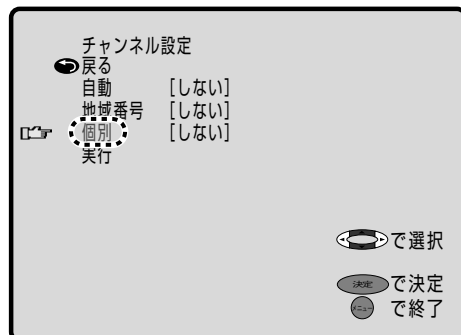 チャンネル設定
戻る
自動 [しない]
地域番号 [しない]
個別 [しない]
実行
で選択
決定 で決定
メニュー で終了